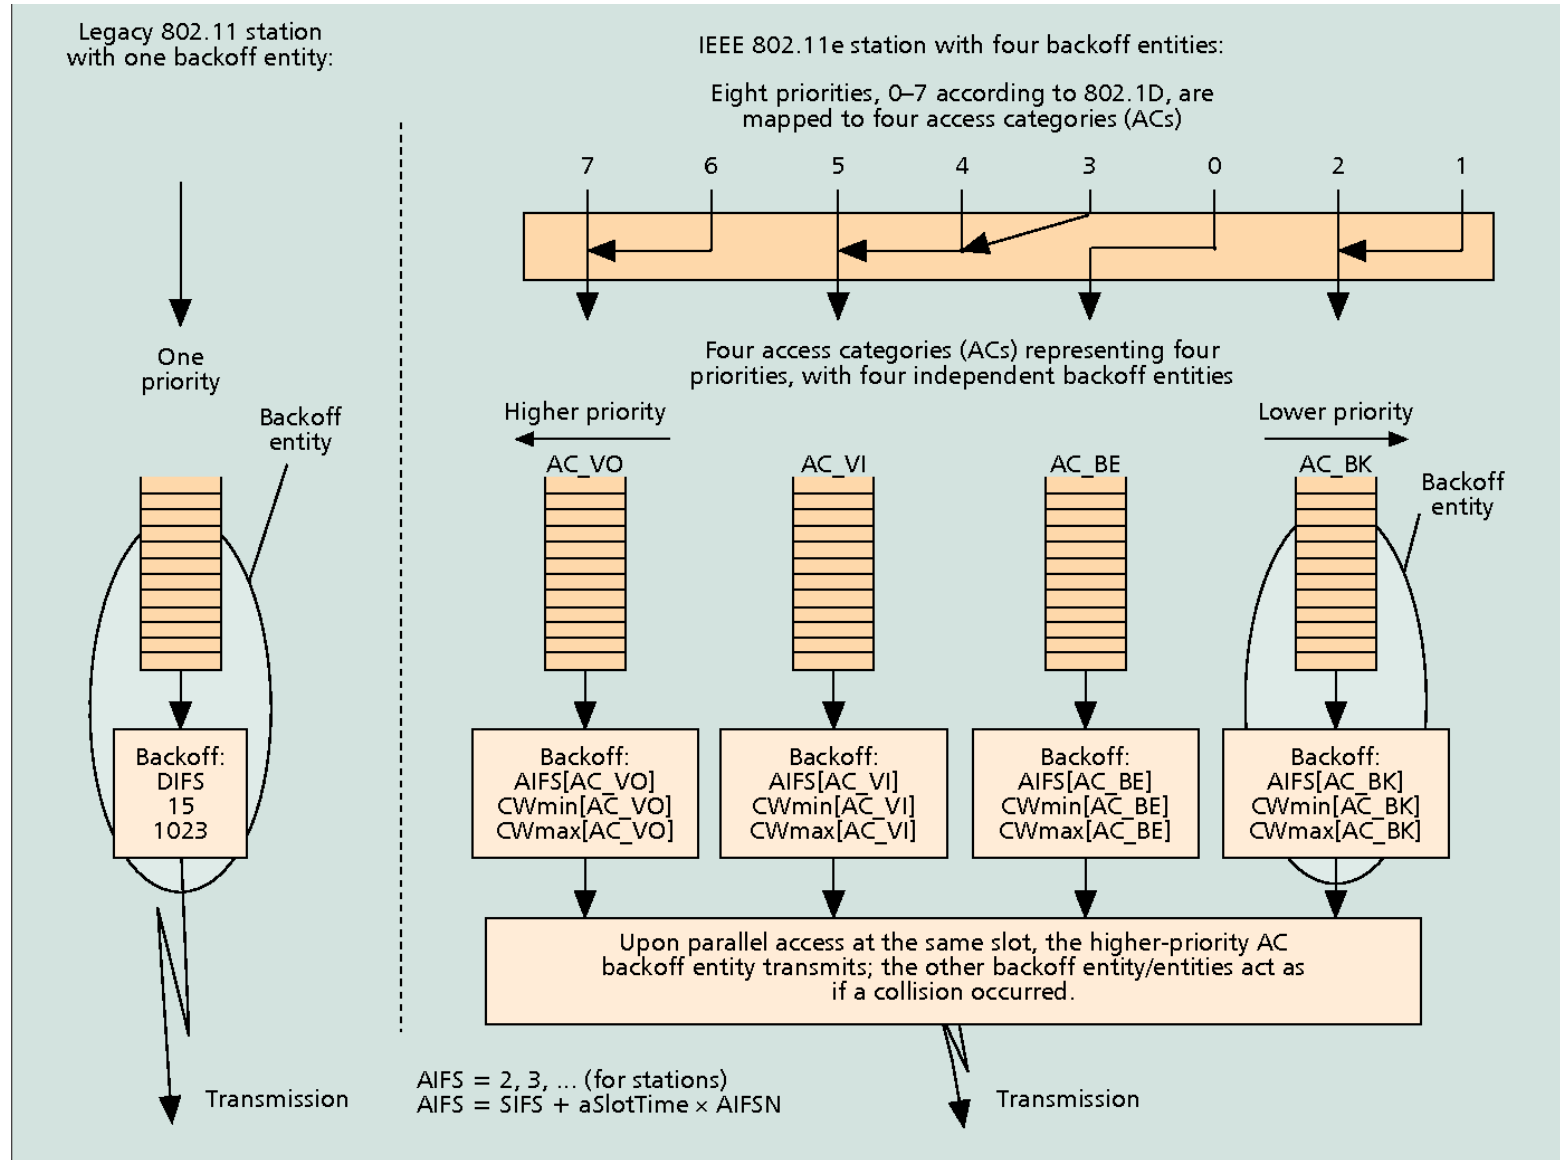 Legacy 802.11 station
with one backoff entity:
IEEE 802.11e station with four backoff entities:
Eight priorities, 0–7 according to 802.1D, are
mapped to four access categories (ACs)
7 6 5 4 3 0 2 1
One
priority
Backoff
entity
Four access categories (ACs) representing four
priorities, with four independent backoff entities
Higher priority
Lower priority
AC_VO AC_VI AC_BE AC_BK
Backoff
entity
Backoff:
DIFS
15
1023
Backoff:
AIFS[AC_VO]
CWmin[AC_VO]
CWmax[AC_VO]
Backoff:
AIFS[AC_VI]
CWmin[AC_VI]
CWmax[AC_VI]
Backoff:
AIFS[AC_BE]
CWmin[AC_BE]
CWmax[AC_BE]
Backoff:
AIFS[AC_BK]
CWmin[AC_BK]
CWmax[AC_BK]
Upon parallel access at the same slot, the higher-priority AC
backoff entity transmits; the other backoff entity/entities act as
if a collision occurred.
Transmission
AIFS = 2, 3, ... (for stations)
AIFS = SIFS + aSlotTime × AIFSN
Transmission